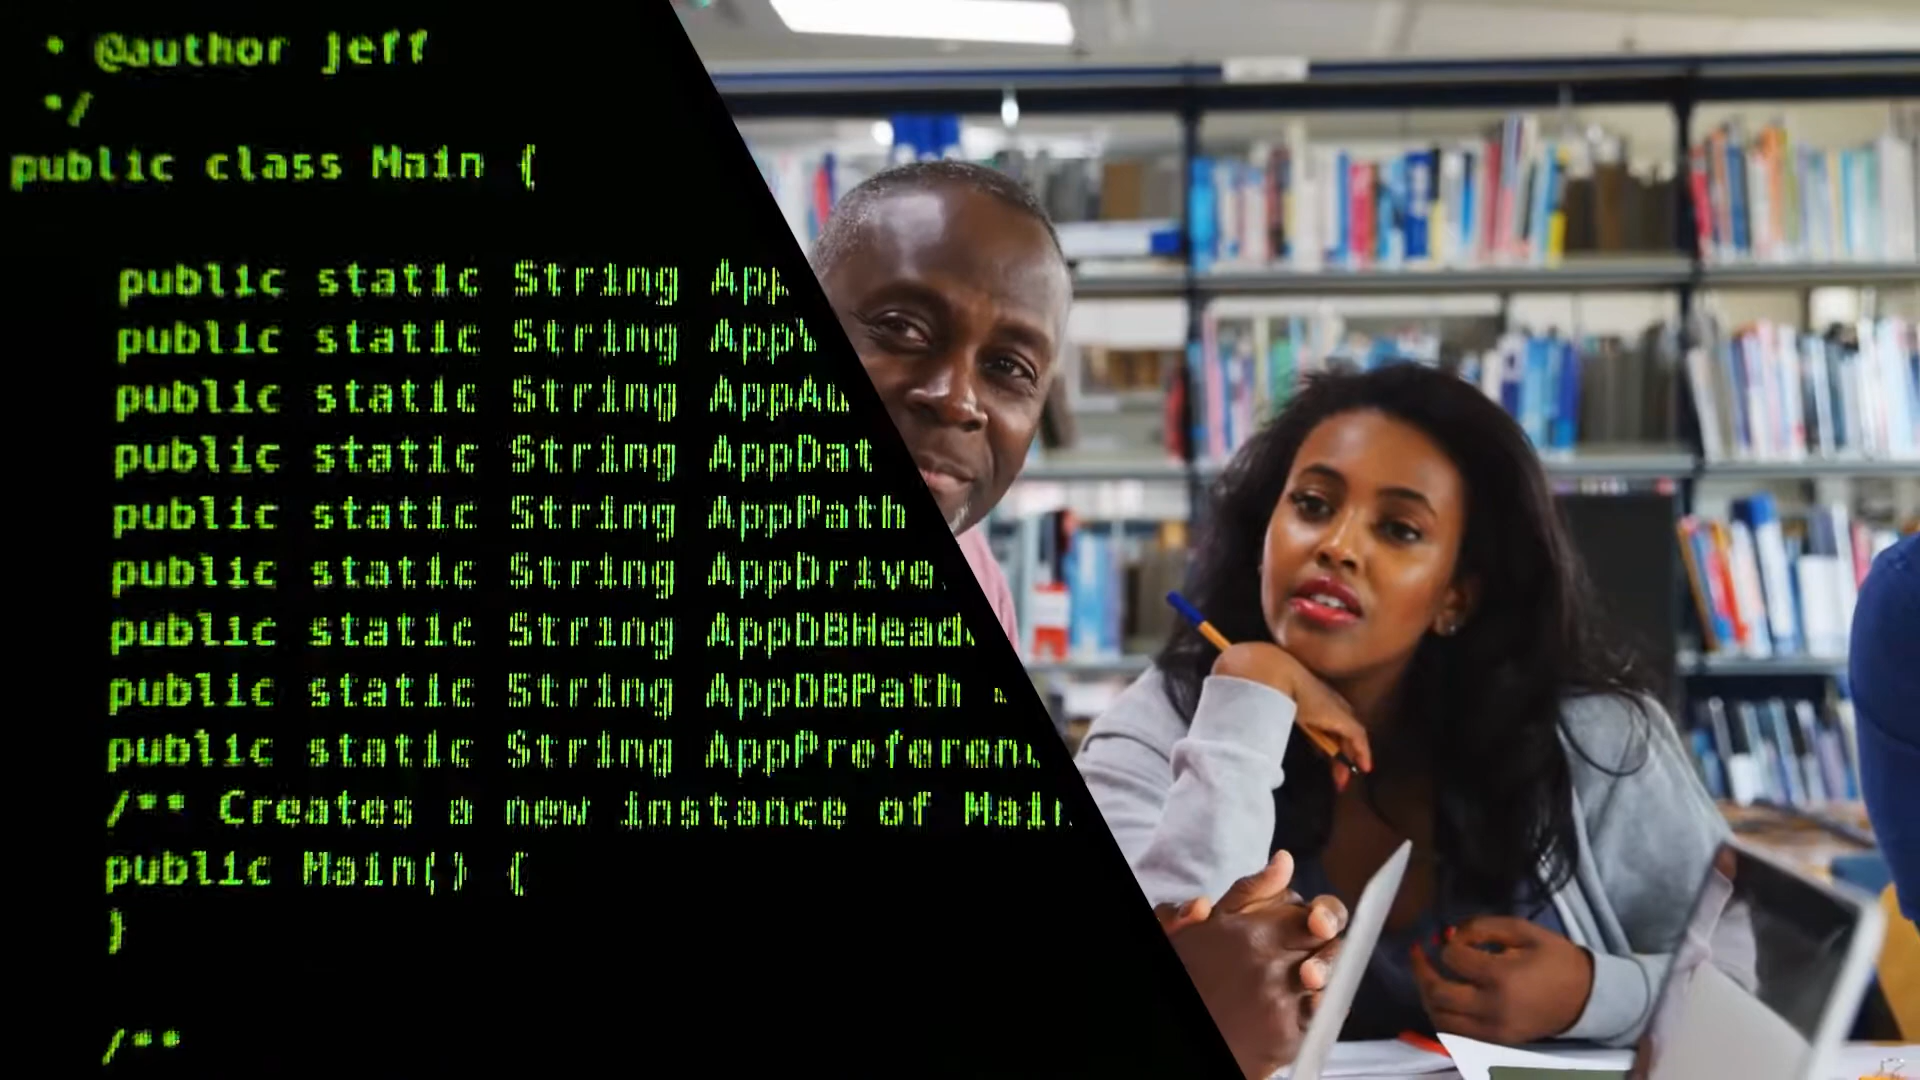 * @author jeff
*/
public class Main {
public static String App
public static String App
public static String AppAu
public static String AppDat
public static String AppPath
public static String AppDrive
public static String AppDBHead
public static String AppDBPath =
public static String AppPreferen
/** Creates a new instance of Main
public Main() {
}
/**